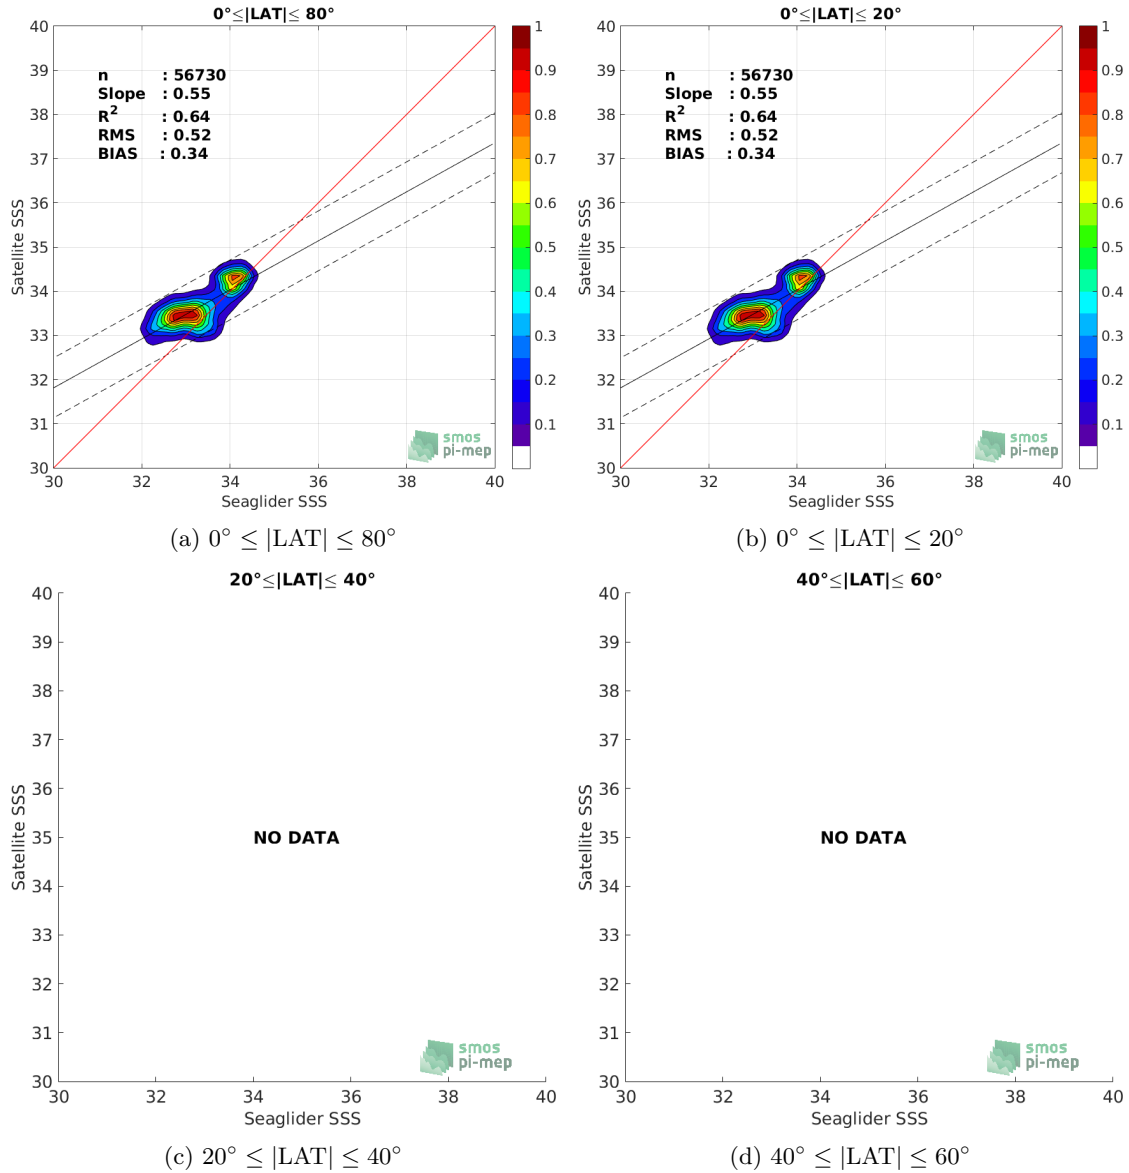 0°≤|LAT|≤ 80°
40
39
38
37
36
35
34
33
32
31
30
Satellite SSS
n : 56730
Slope : 0.55
R² : 0.64
RMS : 0.52
BIAS : 0.34
smos
pi-mep
30 32 34 36 38 40
Seaglider SSS
1
0.9
0.8
0.7
0.6
0.5
0.4
0.3
0.2
0.1
(a) 0° ≤ |LAT| ≤ 80°
0°≤|LAT|≤ 20°
40
39
38
37
36
35
34
33
32
31
30
Satellite SSS
n : 56730
Slope : 0.55
R² : 0.64
RMS : 0.52
BIAS : 0.34
smos
pi-mep
30 32 34 36 38 40
Seaglider SSS
1
0.9
0.8
0.7
0.6
0.5
0.4
0.3
0.2
0.1
(b) 0° ≤ |LAT| ≤ 20°
20°≤|LAT|≤ 40°
40
39
38
37
36
35
34
33
32
31
30
Satellite SSS
NO DATA
smos
pi-mep
30 32 34 36 38 40
Seaglider SSS
(c) 20° ≤ |LAT| ≤ 40°
40°≤|LAT|≤ 60°
40
39
38
37
36
35
34
33
32
31
30
Satellite SSS
NO DATA
smos
pi-mep
30 32 34 36 38 40
Seaglider SSS
(d) 40° ≤ |LAT| ≤ 60°